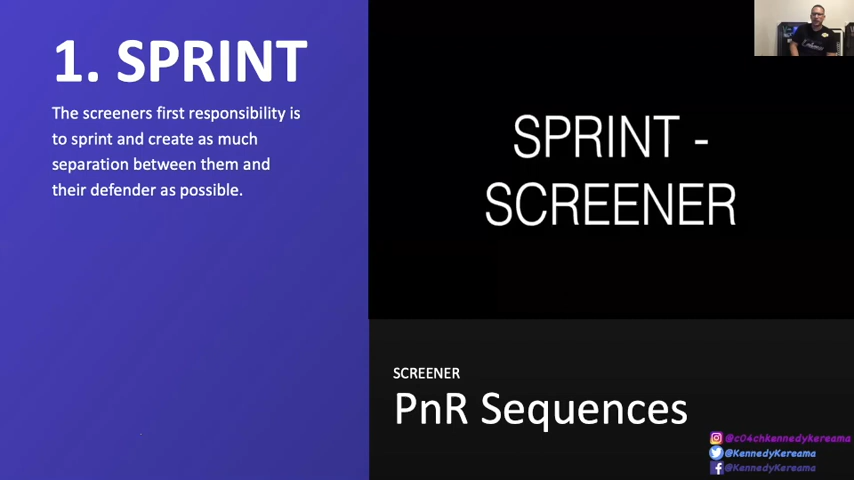 1. SPRINT
The screeners first responsibility is
to sprint and create as much
separation between them and
their defender as possible.
SPRINT -
SCREENER
SCREENER
PnR Sequences
@c04chkennedykereama
@KennedyKereama
@KennedyKereama